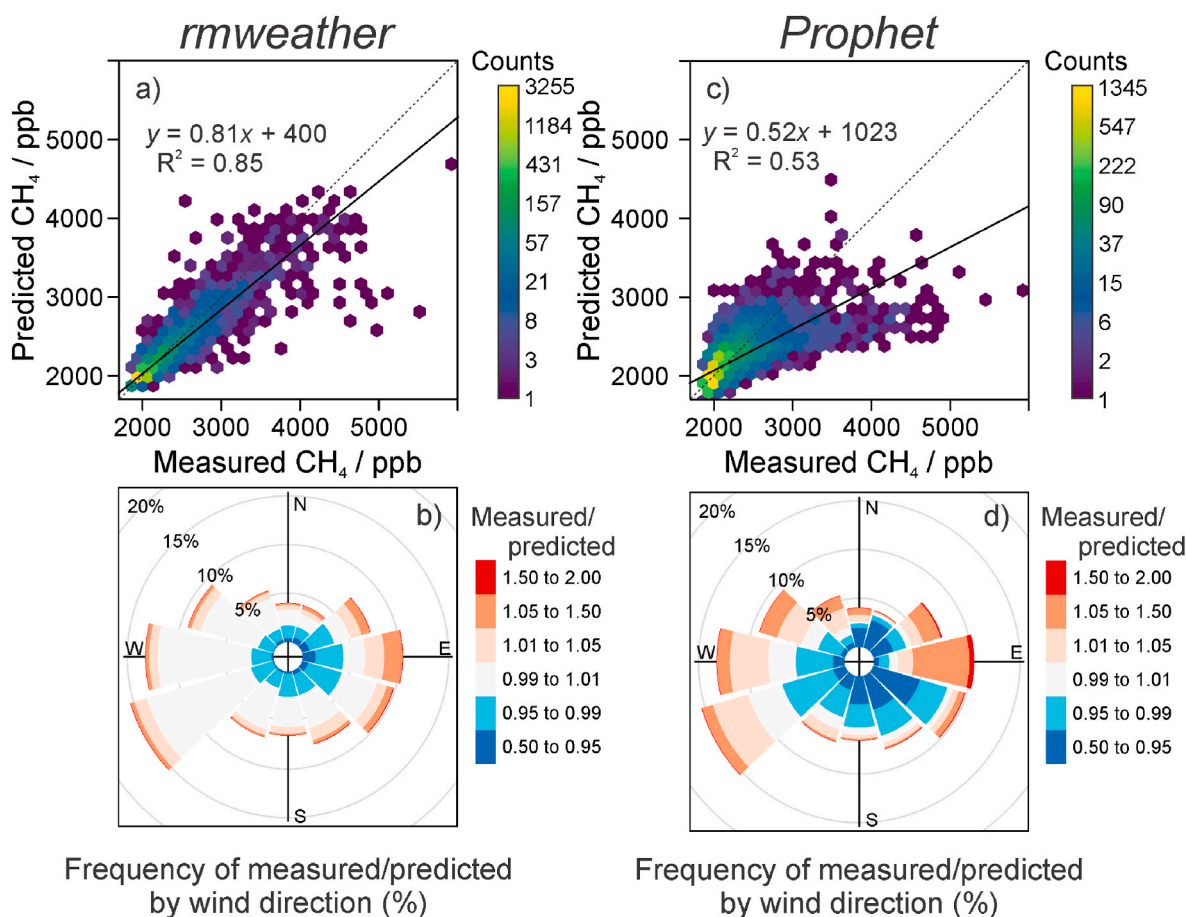 rmweather
Prophet
a)
y = 0.81x + 400
R² = 0.85
Predicted CH₄ / ppb
5000
4000
3000
2000
2000 3000 4000 5000
Measured CH₄ / ppb
Counts
3255
1184
431
157
57
21
8
3
1
c)
y = 0.52x + 1023
R² = 0.53
Predicted CH₄ / ppb
5000
4000
3000
2000
2000 3000 4000 5000
Measured CH₄ / ppb
Counts
1345
547
222
90
37
15
6
2
1
b)
20%
15%
10%
5%
N
W
E
S
Measured/
predicted
1.50 to 2.00
1.05 to 1.50
1.01 to 1.05
0.99 to 1.01
0.95 to 0.99
0.50 to 0.95
Frequency of measured/predicted
by wind direction (%)
d)
20%
15%
10%
5%
N
W
E
S
Measured/
predicted
1.50 to 2.00
1.05 to 1.50
1.01 to 1.05
0.99 to 1.01
0.95 to 0.99
0.50 to 0.95
Frequency of measured/predicted
by wind direction (%)